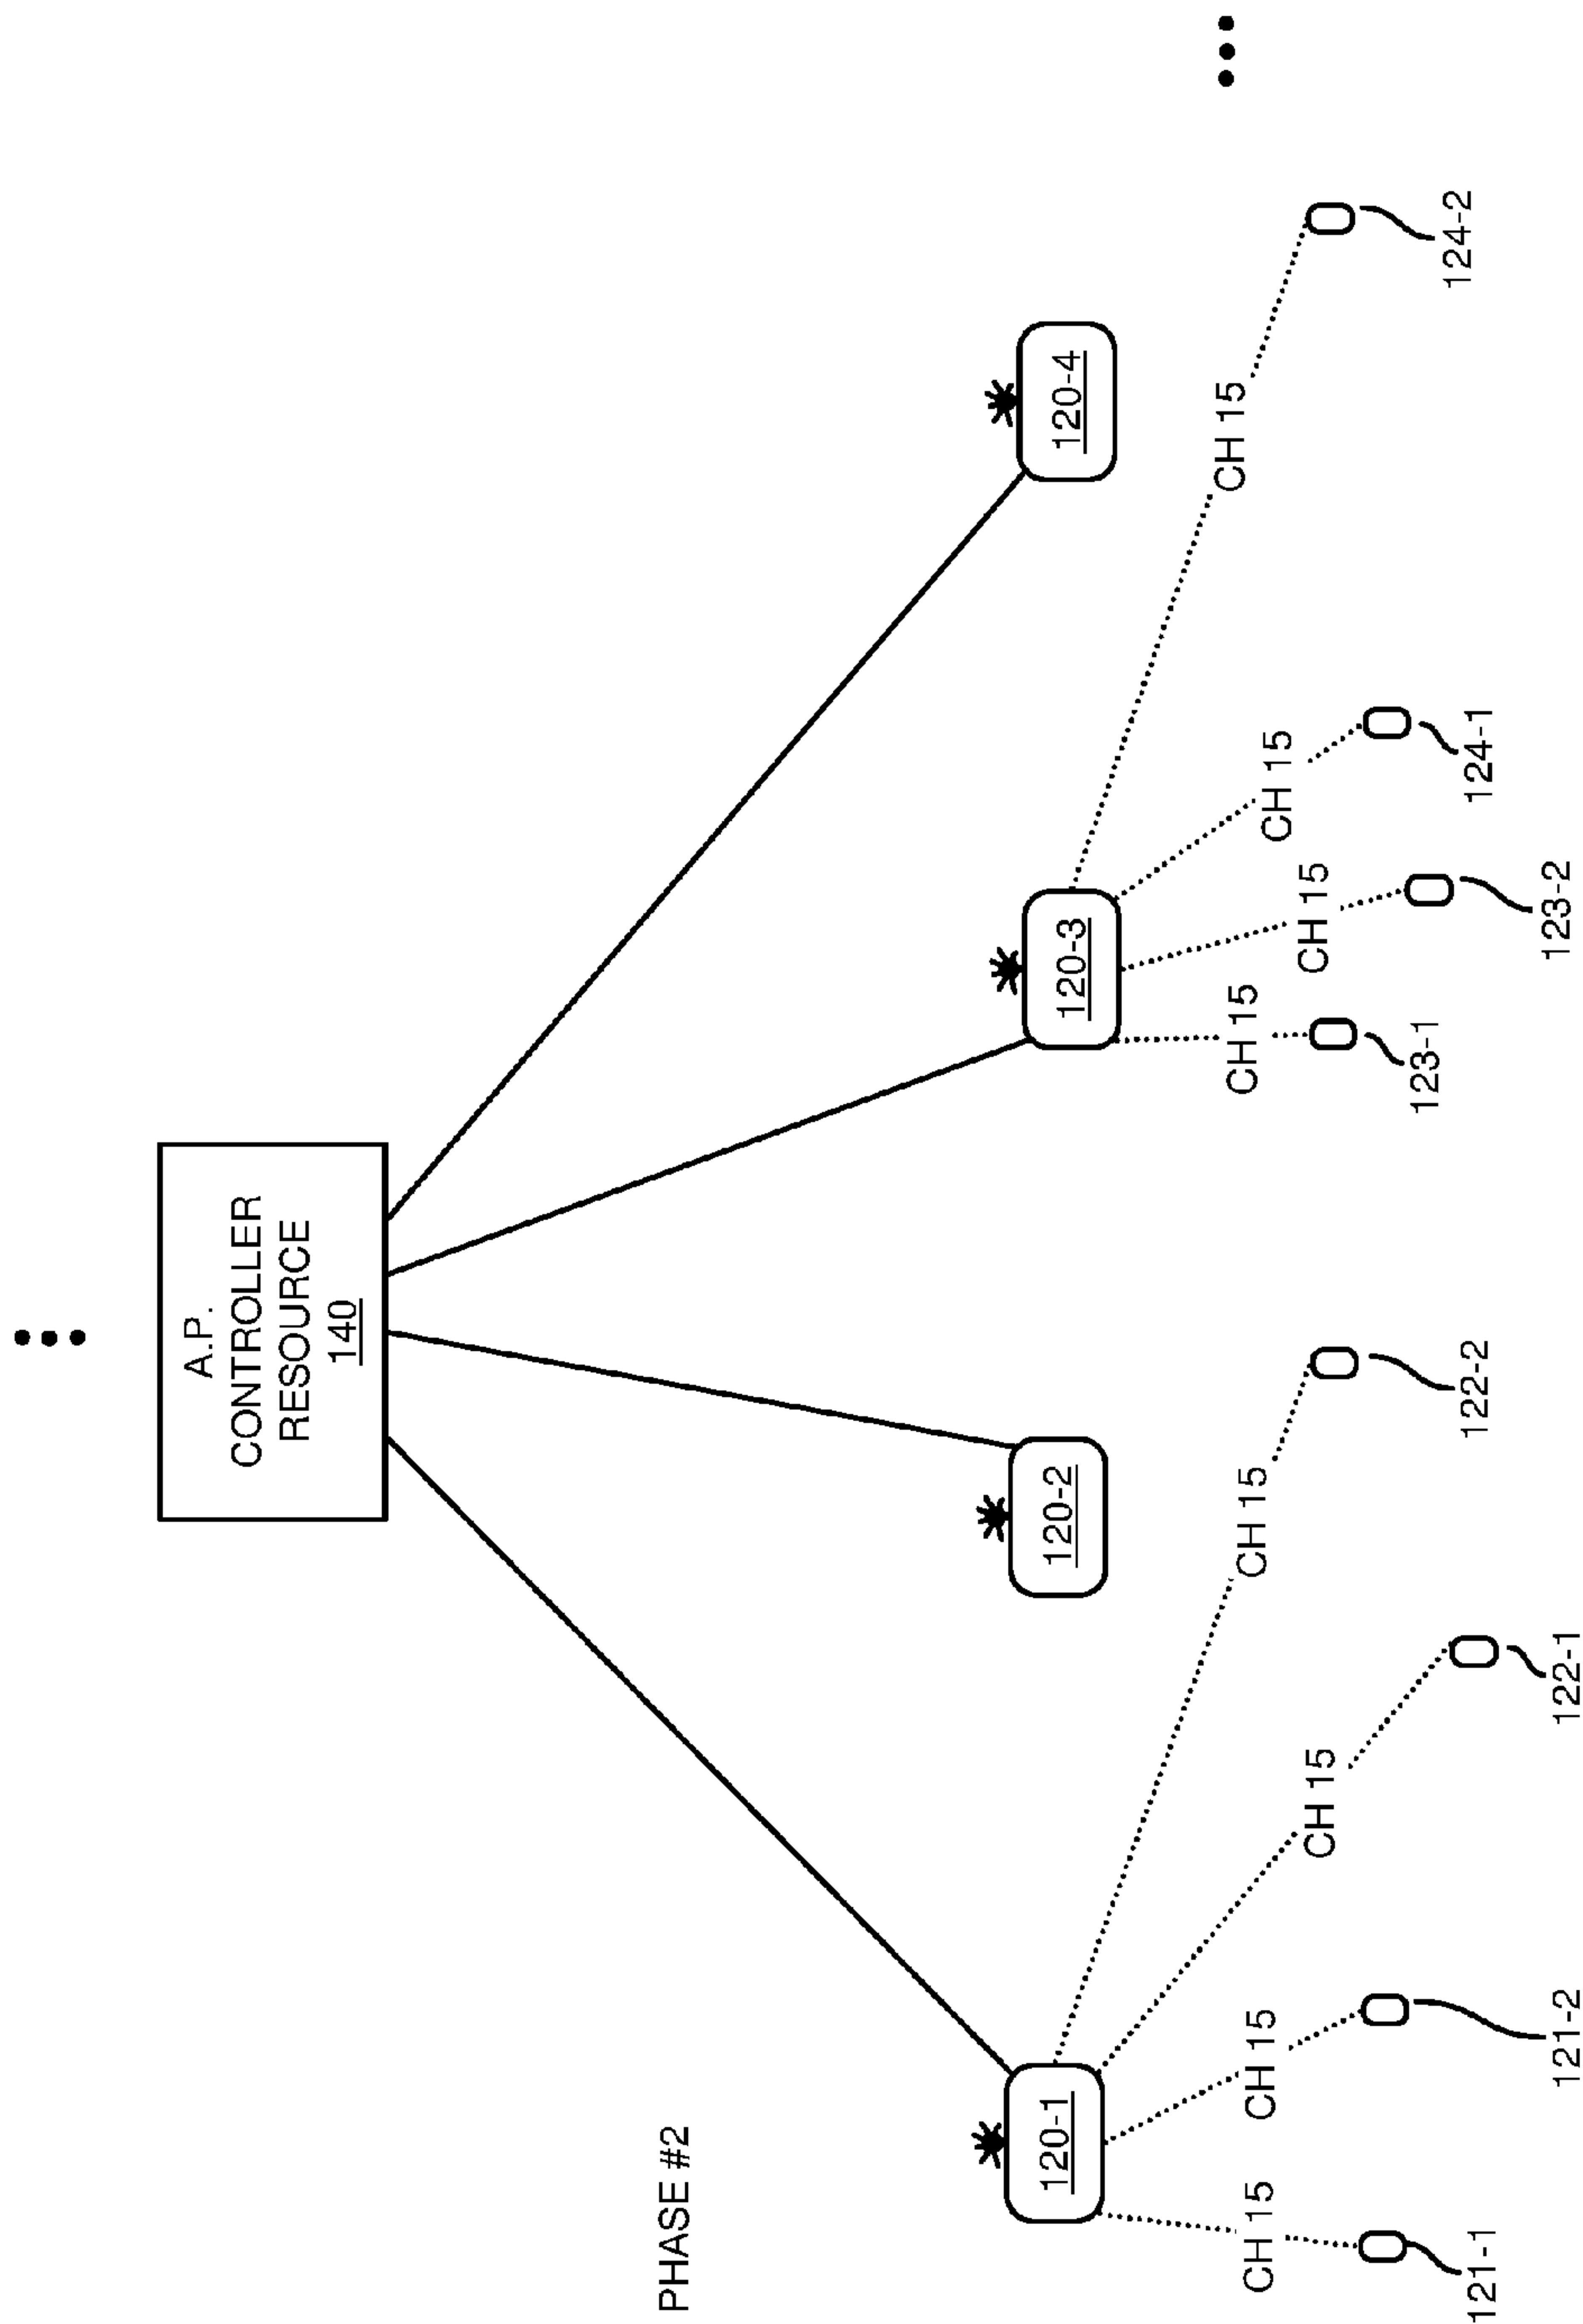 A.P.
CONTROLLER
RESOURCE
140
PHASE #2
120-1
120-2
120-3
120-4
CH 15
CH 15
CH 15
CH 15
CH 15
CH 15
CH 15
CH 15
121-1
121-2
122-1
122-2
123-1
123-2
124-1
124-2